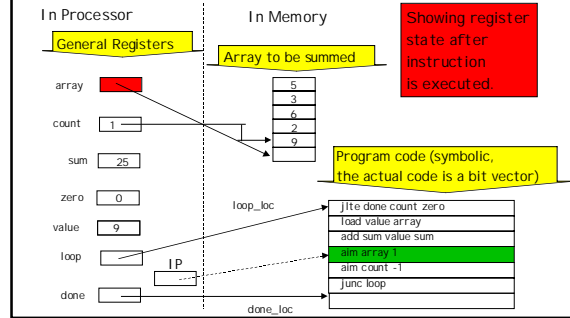 In Processor
In Memory
Showing register
state after
instruction
is executed.
General Registers
Array to be summed
array
5
3
6
2
9
count
1
sum
25
Program code (symbolic,
the actual code is a bit vector)
zero
0
value
9
loop
loop_loc
jlte done count zero
load value array
add sum value sum
aim array 1
aim count -1
junc loop
IP
done
done_loc